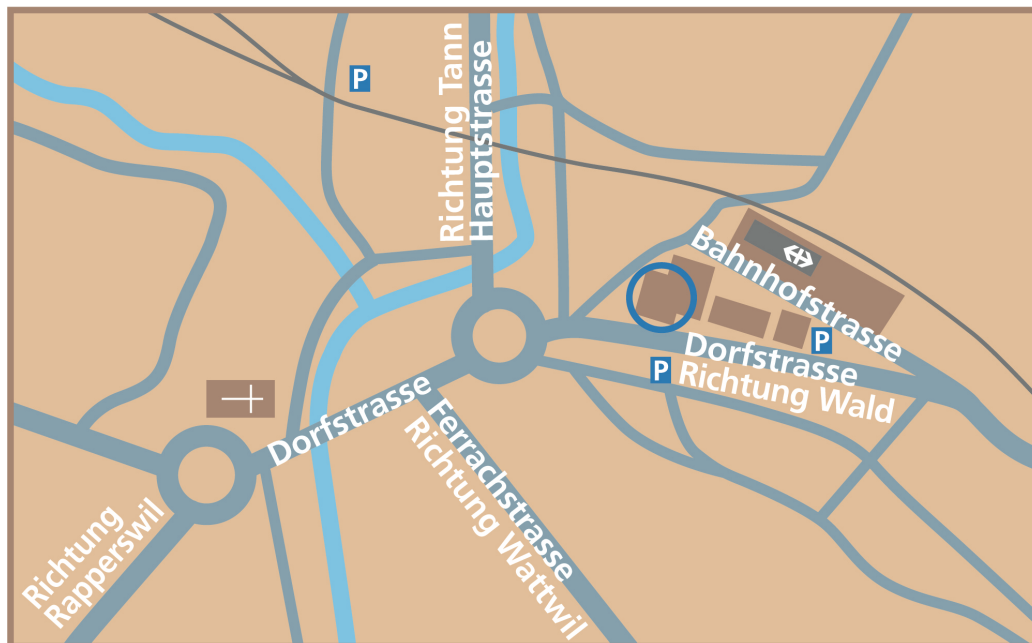 P
Richtung Tann
Hauptstrasse
Bahnhofstrasse
P
Dorfstrasse
P
Richtung Wald
Dorfstrasse
Ferrachstrasse
Richtung Wattwil
Richtung
Rapperswil